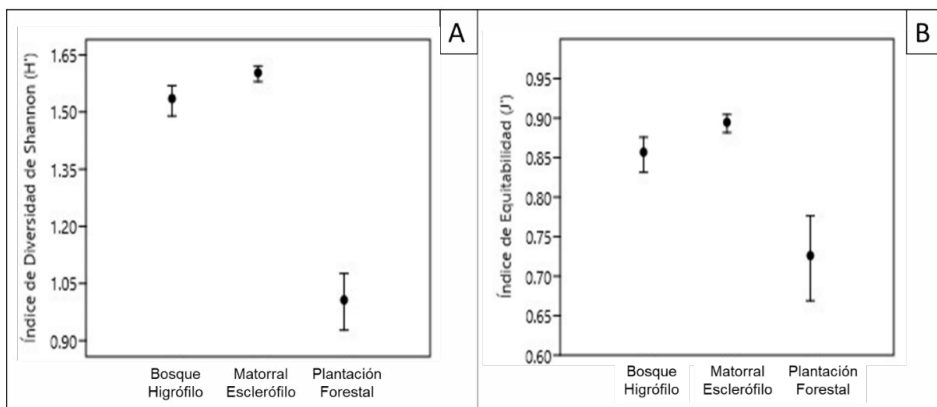 A
Índice de Diversidad de Shannon (H')
1.65
1.50
1.35
1.20
1.05
0.90
Bosque Higrófilo
Matorral Esclerófilo
Plantación Forestal
B
Índice de Equitabilidad (J')
0.95
0.90
0.85
0.80
0.75
0.70
0.65
0.60
Bosque Higrófilo
Matorral Esclerófilo
Plantación Forestal